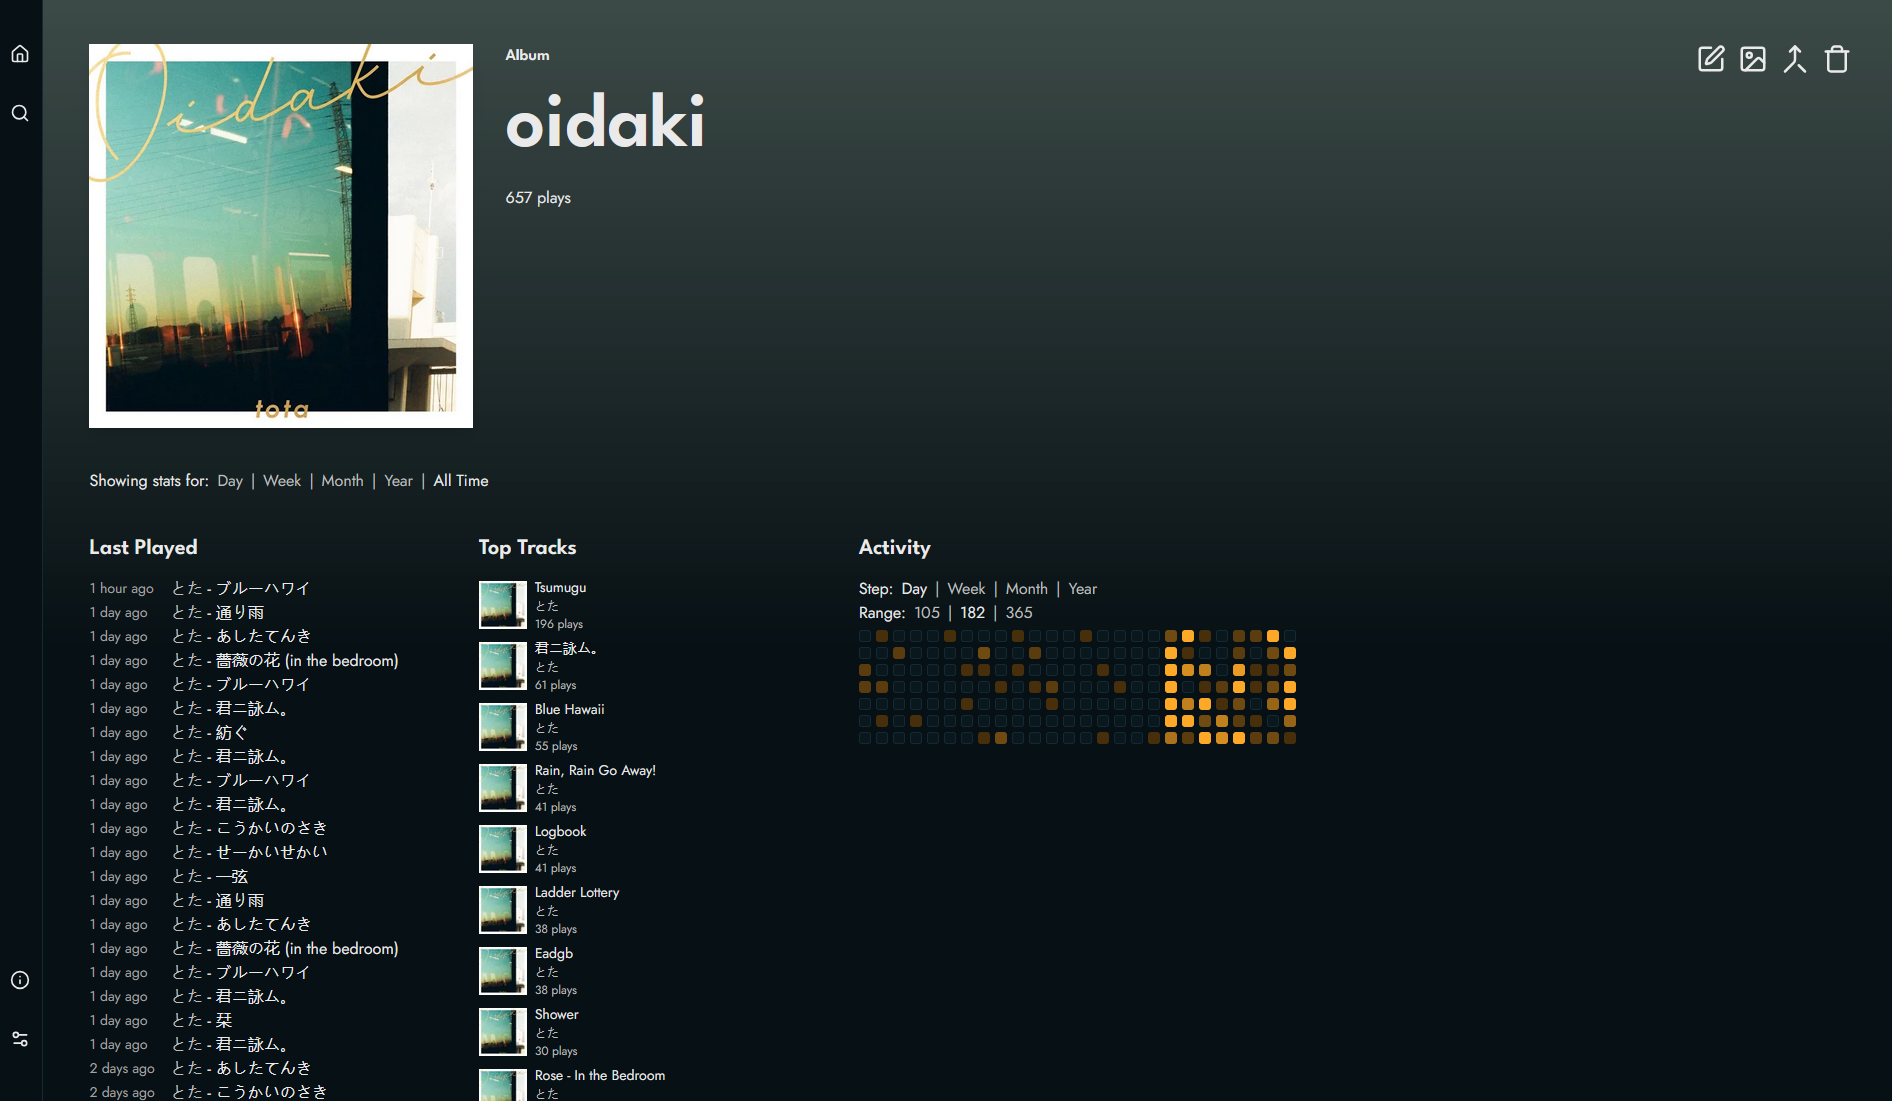 Oidaki
tota
Album
oidaki
657 plays
Showing stats for: Day | Week | Month | Year | All Time
Last Played
1 hour ago とた - ブルーハワイ
1 day ago とた - 通り雨
1 day ago とた - あしたてんき
1 day ago とた - 薔薇の花 (in the bedroom)
1 day ago とた - ブルーハワイ
1 day ago とた - 君ニ詠ム。
1 day ago とた - 紡ぐ
1 day ago とた - 君ニ詠ム。
1 day ago とた - ブルーハワイ
1 day ago とた - 君ニ詠ム。
1 day ago とた - こうかいのさき
1 day ago とた - せーかいせかい
1 day ago とた - 一弦
1 day ago とた - 通り雨
1 day ago とた - あしたてんき
1 day ago とた - 薔薇の花 (in the bedroom)
1 day ago とた - ブルーハワイ
1 day ago とた - 君ニ詠ム。
1 day ago とた - 栞
1 day ago とた - 君ニ詠ム。
2 days ago とた - あしたてんき
2 days ago とた - こうかいのさき
Top Tracks
Tsumugu
とた
196 plays
君ニ詠ム。
とた
61 plays
Blue Hawaii
とた
55 plays
Rain, Rain Go Away!
とた
41 plays
Logbook
とた
41 plays
Ladder Lottery
とた
38 plays
Eadgb
とた
38 plays
Shower
とた
30 plays
Rose - In the Bedroom
とた
Activity
Step: Day | Week | Month | Year
Range: 105 | 182 | 365